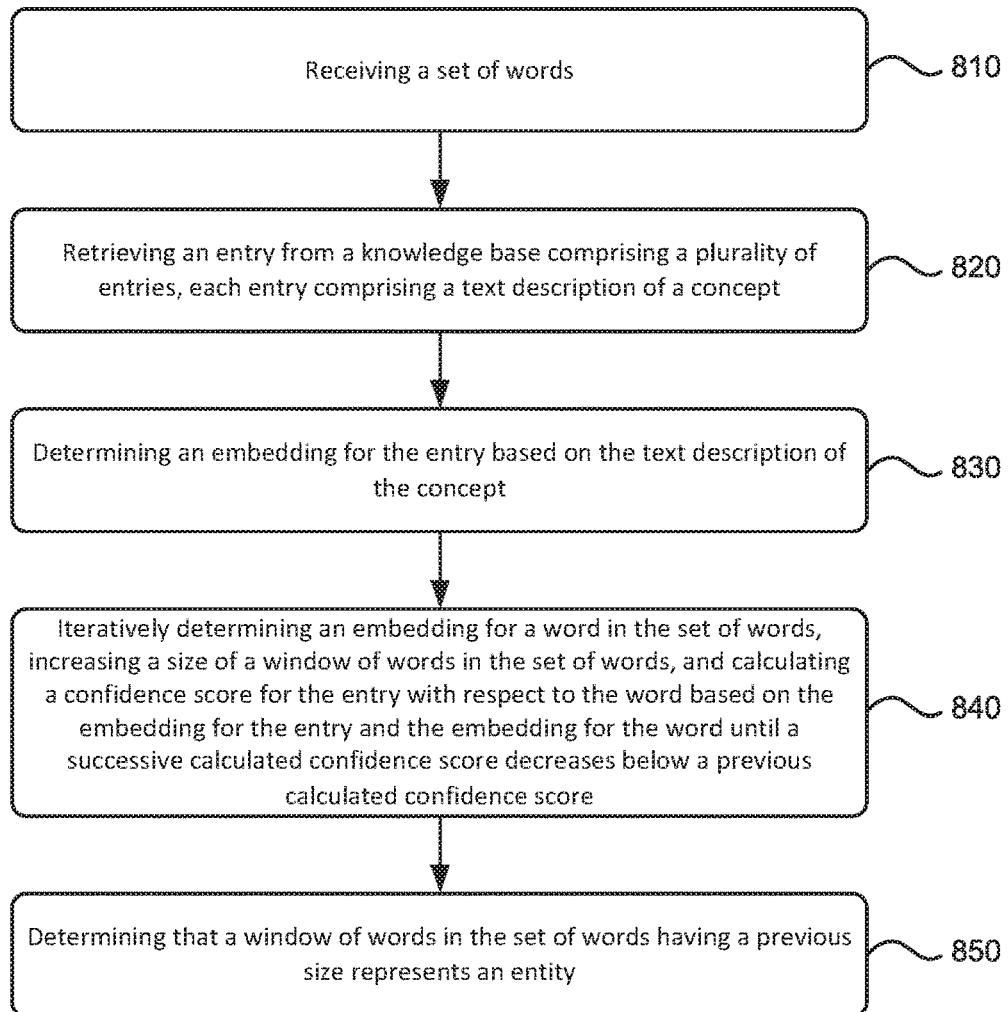 Receiving a set of words
810
Retrieving an entry from a knowledge base comprising a plurality of
entries, each entry comprising a text description of a concept
820
Determining an embedding for the entry based on the text description of
the concept
830
Iteratively determining an embedding for a word in the set of words,
increasing a size of a window of words in the set of words, and calculating
a confidence score for the entry with respect to the word based on the
embedding for the entry and the embedding for the word until a
successive calculated confidence score decreases below a previous
calculated confidence score
840
Determining that a window of words in the set of words having a previous
size represents an entity
850